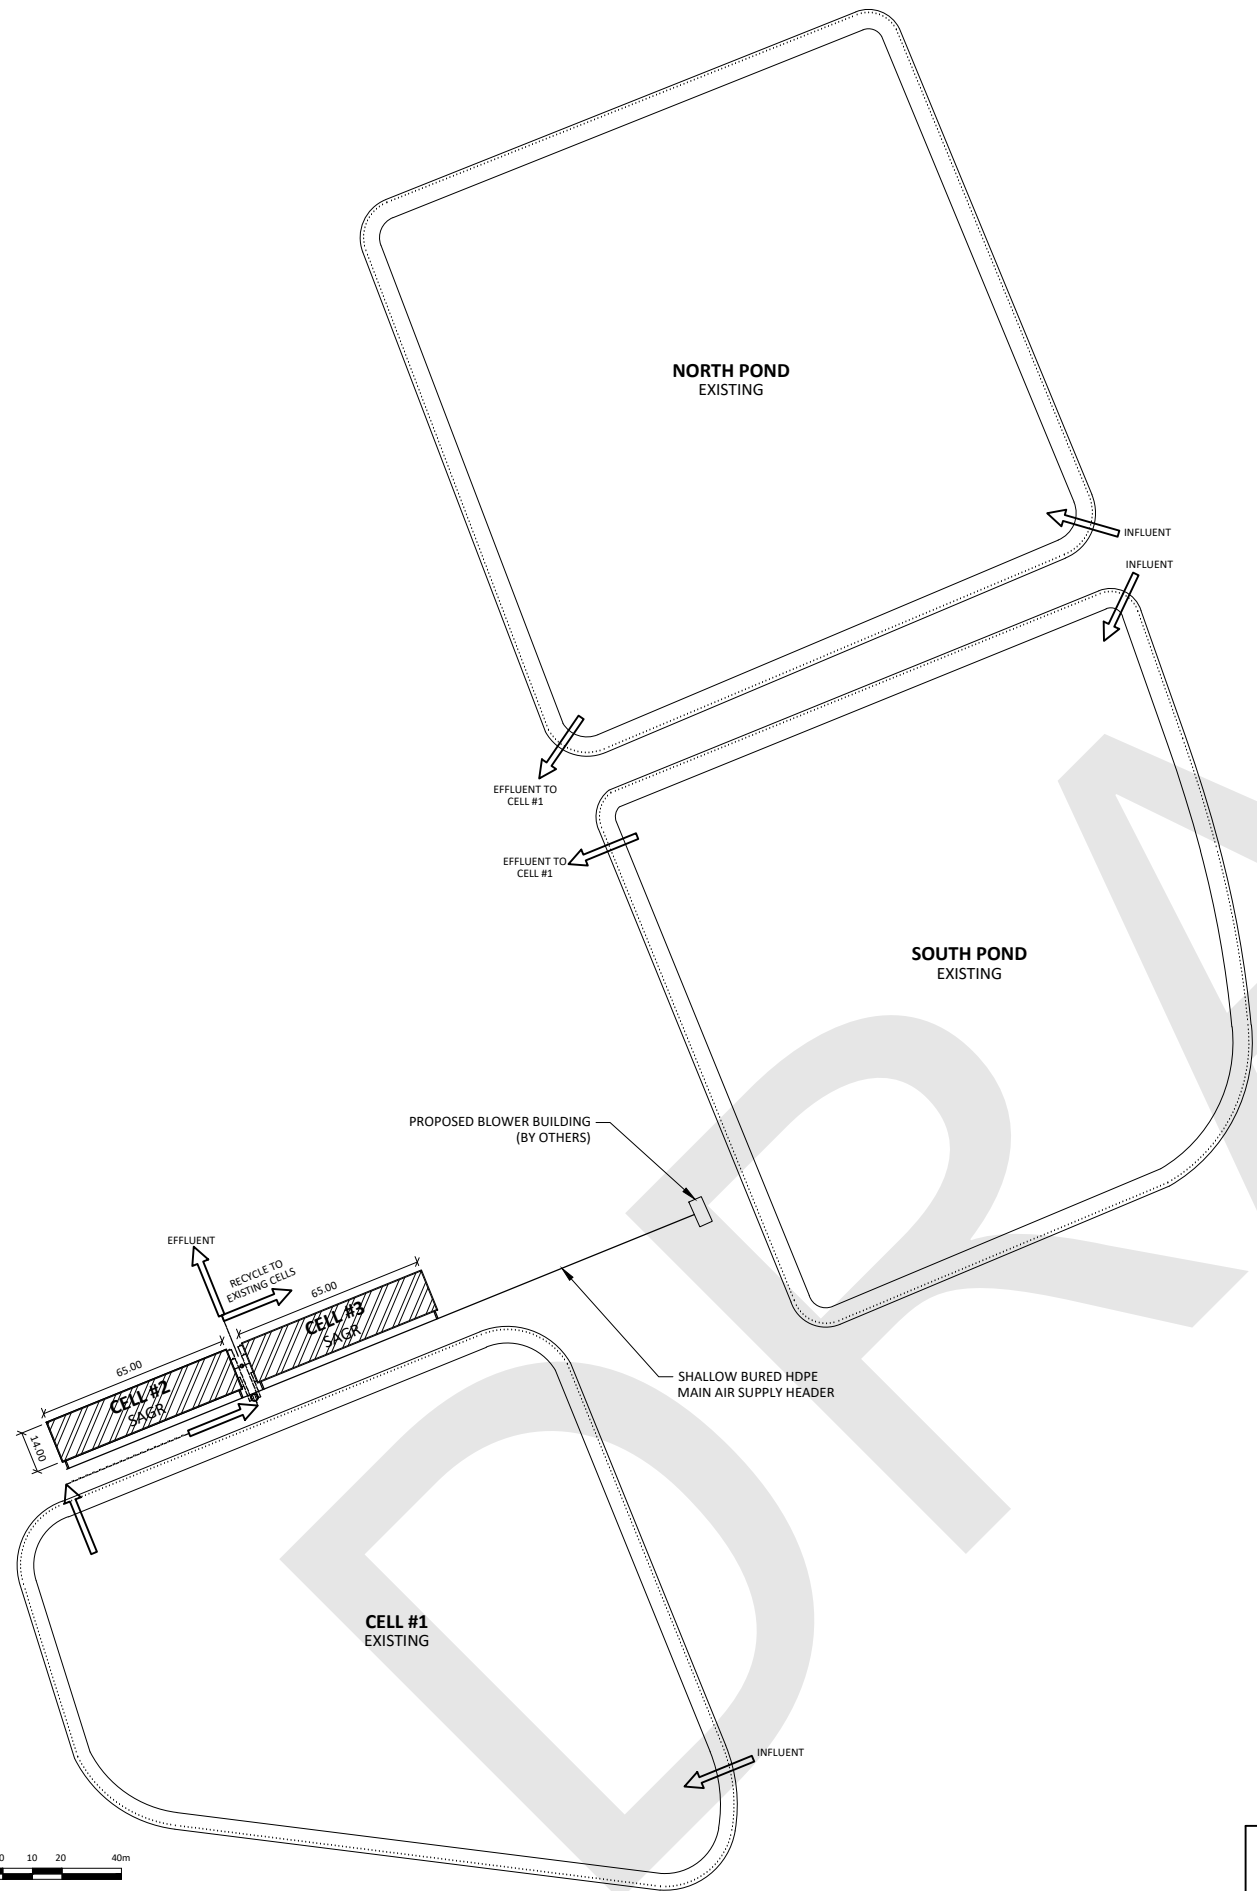 NORTH POND
EXISTING
INFLUENT
INFLUENT
EFFLUENT TO
CELL #1
EFFLUENT TO
CELL #1
SOUTH POND
EXISTING
PROPOSED BLOWER BUILDING
(BY OTHERS)
EFFLUENT
RECYCLE TO
EXISTING CELLS
65.00
CELL #3
SAGR
65.00
CELL #2
SAGR
14.00
SHALLOW BURED HDPE
MAIN AIR SUPPLY HEADER
CELL #1
EXISTING
INFLUENT
0 10 20 40m
DRA